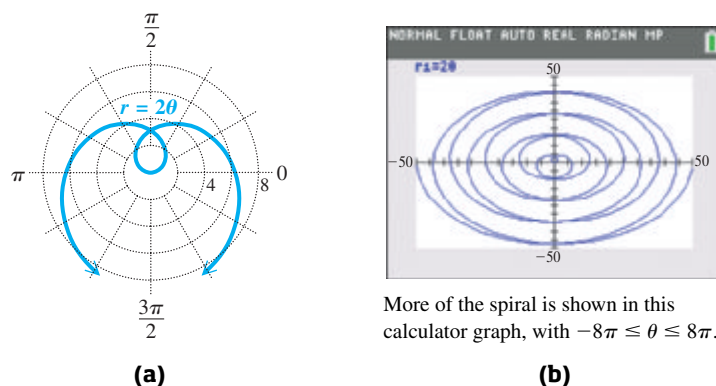 π/2
r = 2θ
π
0
4
8
3π/2
(a)
NORMAL FLOAT AUTO REAL RADIAN MP
r1=2θ
50
−50
50
−50
More of the spiral is shown in this
calculator graph, with −8π ≤ θ ≤ 8π.
(b)